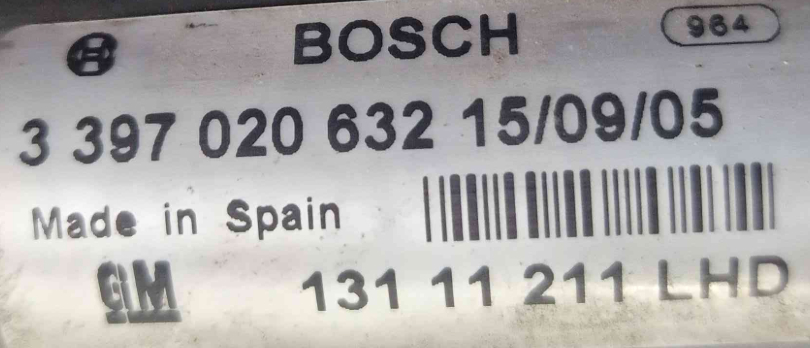 BOSCH 964
3 397 020 632 15/09/05
Made in Spain
GM 131 11 211 LHD